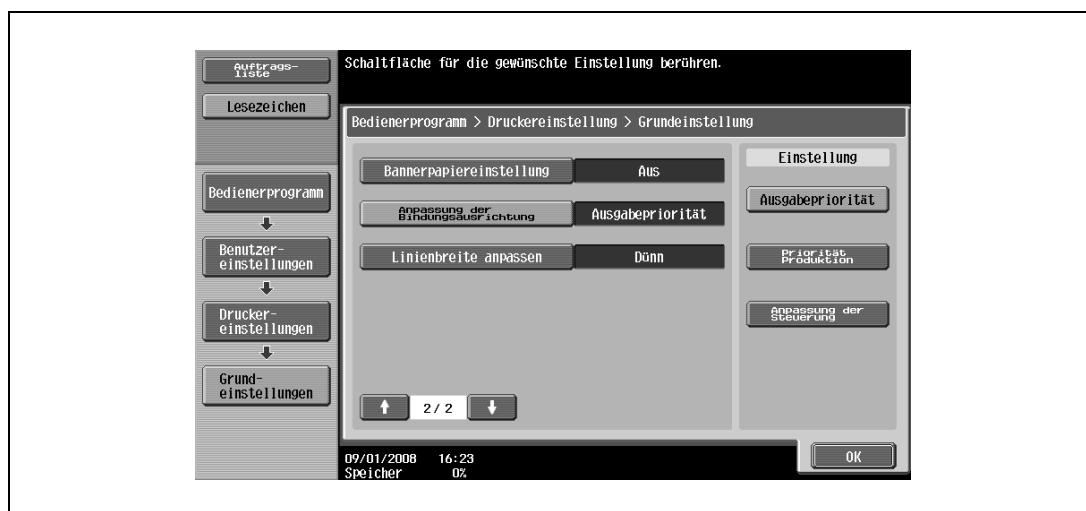 Auftrags-
liste
Lesezeichen
Bedienerprogramm
Benutzer-
einstellungen
Drucker-
einstellungen
Grund-
einstellungen
Schaltfläche für die gewünschte Einstellung berühren.
Bedienerprogramm > Druckereinstellung > Grundeinstellung
Bannerpapiereinstellung Aus
Anpassung der
Bindungsausrichtung Ausgabepriorität
Linienbreite anpassen Dünn
2/2
Einstellung
Ausgabepriorität
Priorität
Produktion
Anpassung der
Steuerung
09/01/2008 16:23
Speicher 0%
OK